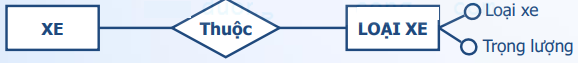 XE
Thuộc
LOẠI XE
Loại xe
Trọng lượng